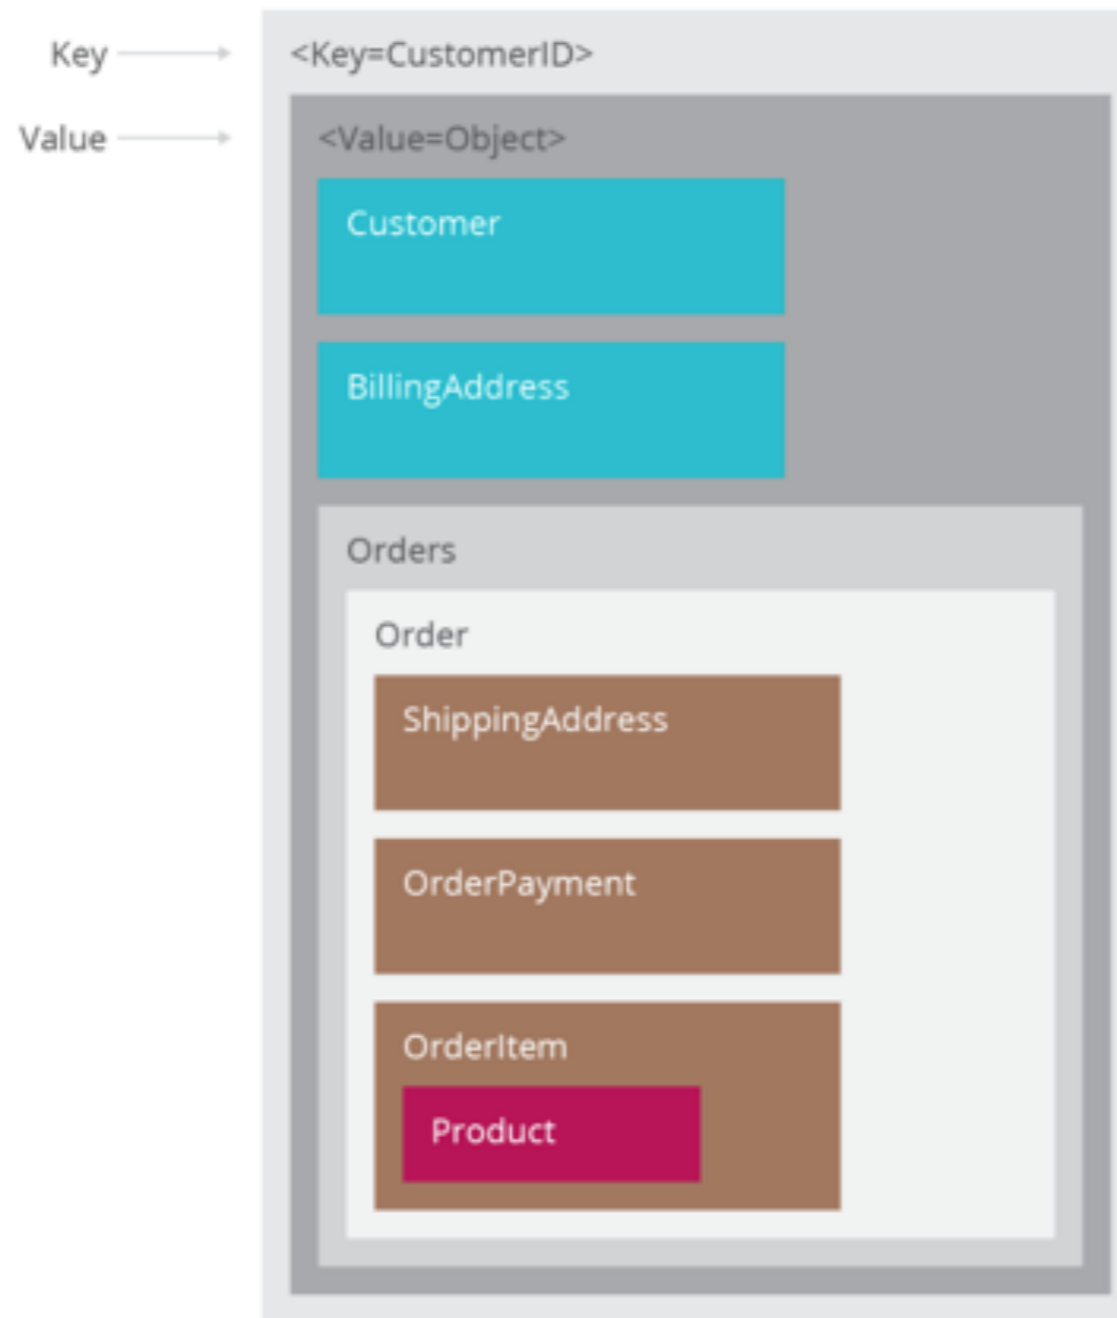 Key
<Key=CustomerID>
Value
<Value=Object>
Customer
BillingAddress
Orders
Order
ShippingAddress
OrderPayment
OrderItem
Product